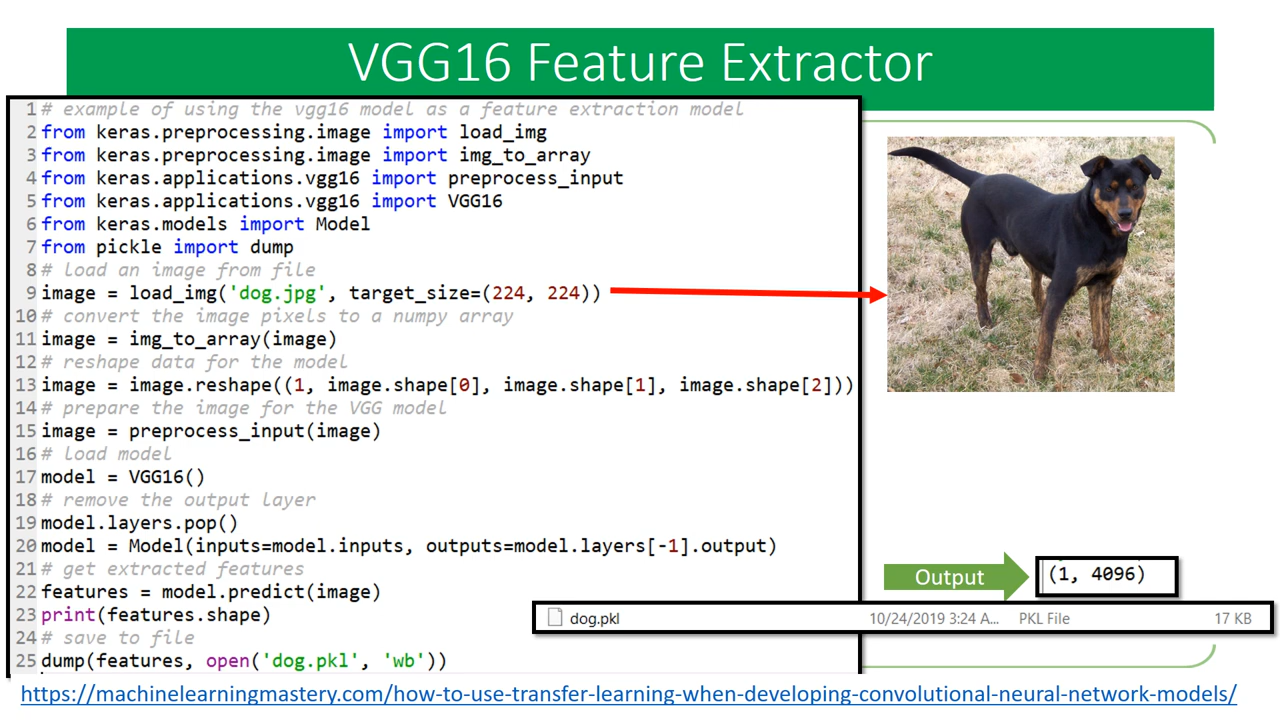 VGG16 Feature Extractor
1 # example of using the vgg16 model as a feature extraction model
2 from keras.preprocessing.image import load_img
3 from keras.preprocessing.image import img_to_array
4 from keras.applications.vgg16 import preprocess_input
5 from keras.applications.vgg16 import VGG16
6 from keras.models import Model
7 from pickle import dump
8 # load an image from file
9 image = load_img('dog.jpg', target_size=(224, 224))
10 # convert the image pixels to a numpy array
11 image = img_to_array(image)
12 # reshape data for the model
13 image = image.reshape((1, image.shape[0], image.shape[1], image.shape[2]))
14 # prepare the image for the VGG model
15 image = preprocess_input(image)
16 # load model
17 model = VGG16()
18 # remove the output layer
19 model.layers.pop()
20 model = Model(inputs=model.inputs, outputs=model.layers[-1].output)
21 # get extracted features
22 features = model.predict(image)
23 print(features.shape)
24 # save to file
25 dump(features, open('dog.pkl', 'wb'))
Output
(1, 4096)
dog.pkl 10/24/2019 3:24 A... PKL File 17 KB
https://machinelearningmastery.com/how-to-use-transfer-learning-when-developing-convolutional-neural-network-models/